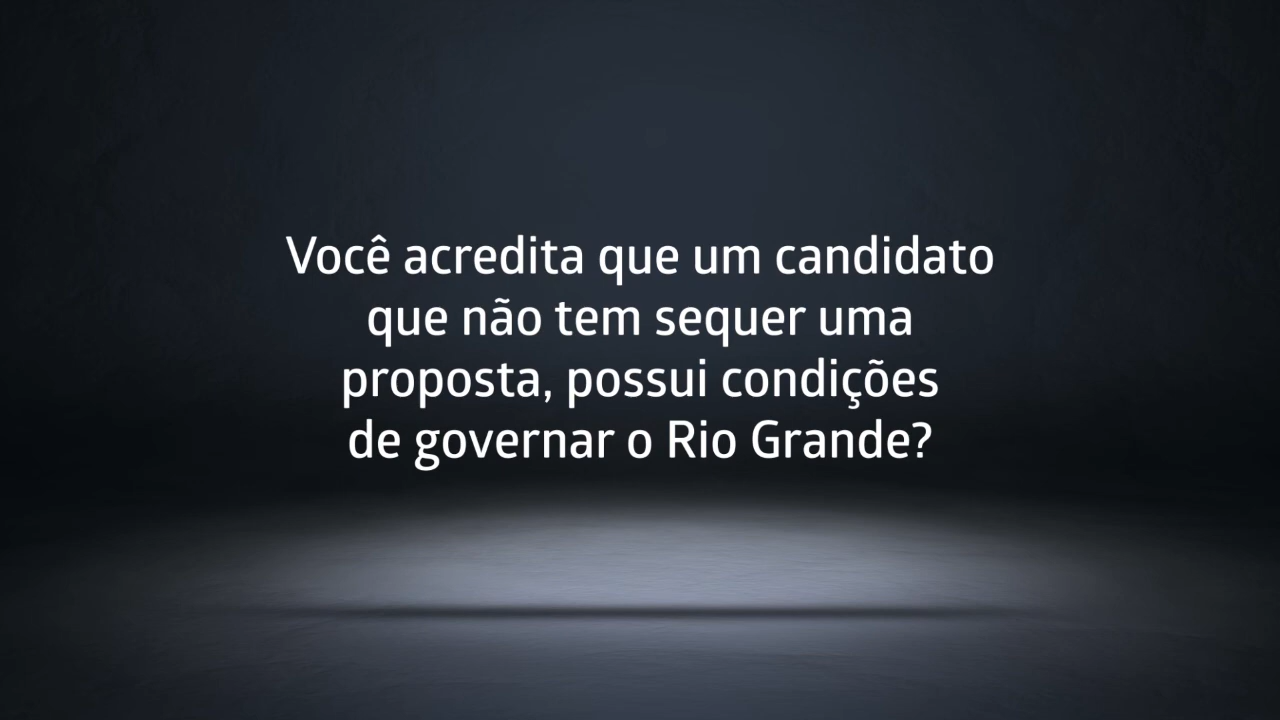 Você acredita que um candidato
que não tem sequer uma
proposta, possui condições
de governar o Rio Grande?